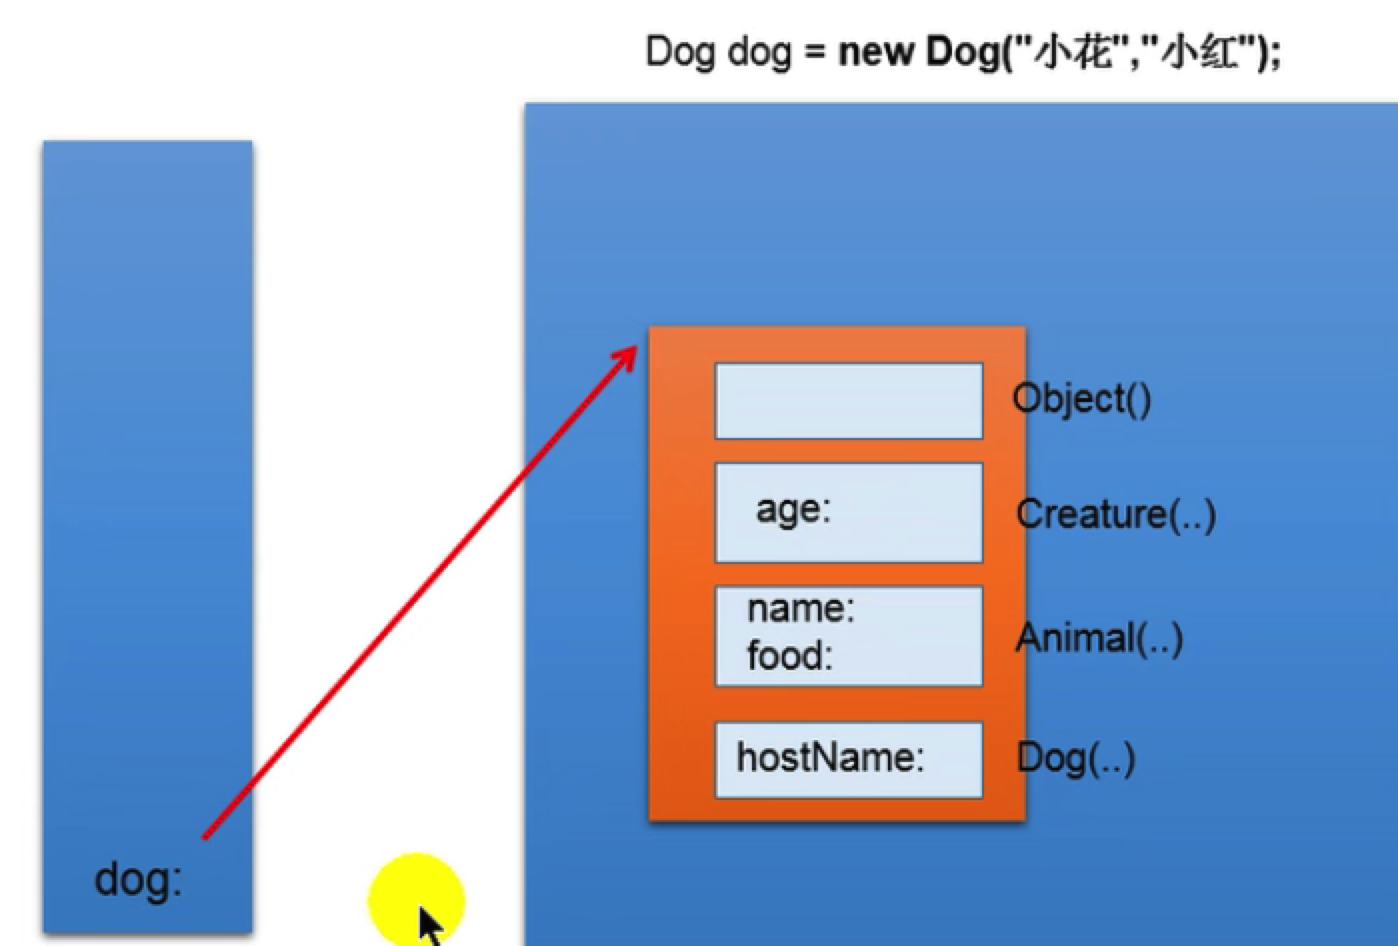 Dog dog = new Dog("小花","小红");
Object()
age:
Creature(..)
name:
food:
Animal(..)
hostName:
Dog(..)
dog: